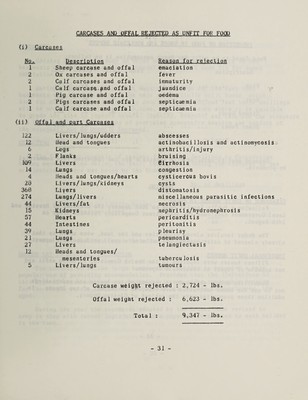 CARCASES AND OFFAL REJECTED AS UNFIT FOR FOOD
(i) Carcases
No. Description Reason for rejection
1 Sheep carcase and offal emaciation
2 Ox carcases and offal fever
2 Calf carcases and offal immaturity
1 Calf carcase and offal jaundice
1 Pig carcase and offal oedema
2 Pigs carcases and offal septicaemia
1 Calf carcase and offal septicaemia
(ii) Offal and part Carcases
122 Livers/lungs/udders abscesses
12 Head and tongues actinobacillosis and actinomycosis
6 Legs arthritis/injury
2 Flanks bruising
109 Livers cirrhosis
14 Lungs congestion
4 Heads and tongues/hearts cysticercus bovis
20 Livers/lungs/kidneys cysts
368 Livers distomatosis
274 Lungs/livers miscellaneous parasitic infections
44 Livers/fat necrosis
15 Kidneys nephritis/hydronephrosis
57 Hearts pericarditis
44 Intestines peritonitis
39 Lungs pleurisy
21 Lungs pneumonia
27 Livers telangiectasis
12 Heads and tongues/
mesenteries tuberculosis
5 Livers/lungs tumours
Carcase weight rejected : 2,724 - lbs.
Offal weight rejected : 6,623 - lbs.
Total : 9,347 - lbs.
- 31 -